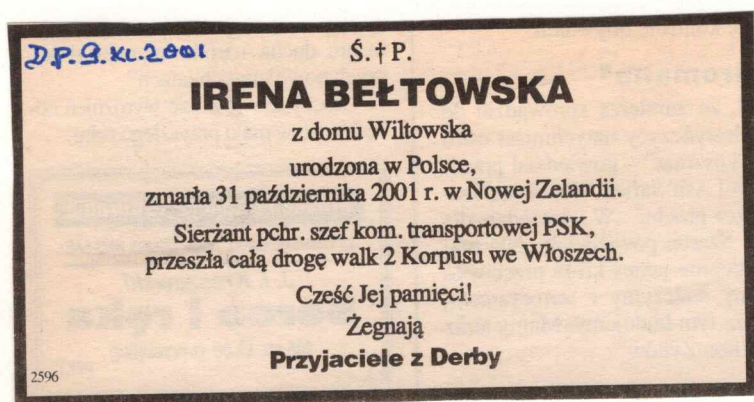 D.P. 9. XI. 2001
Ś. † P.
IRENA BEŁTOWSKA
z domu Wiltowska
urodzona w Polsce,
zmarła 31 października 2001 r. w Nowej Zelandii.
Sierżant pchr. szef kom. transportowej PSK,
przeszła całą drogę walk 2 Korpusu we Włoszech.
Cześć Jej pamięci!
Żegnają
Przyjaciele z Derby
2596